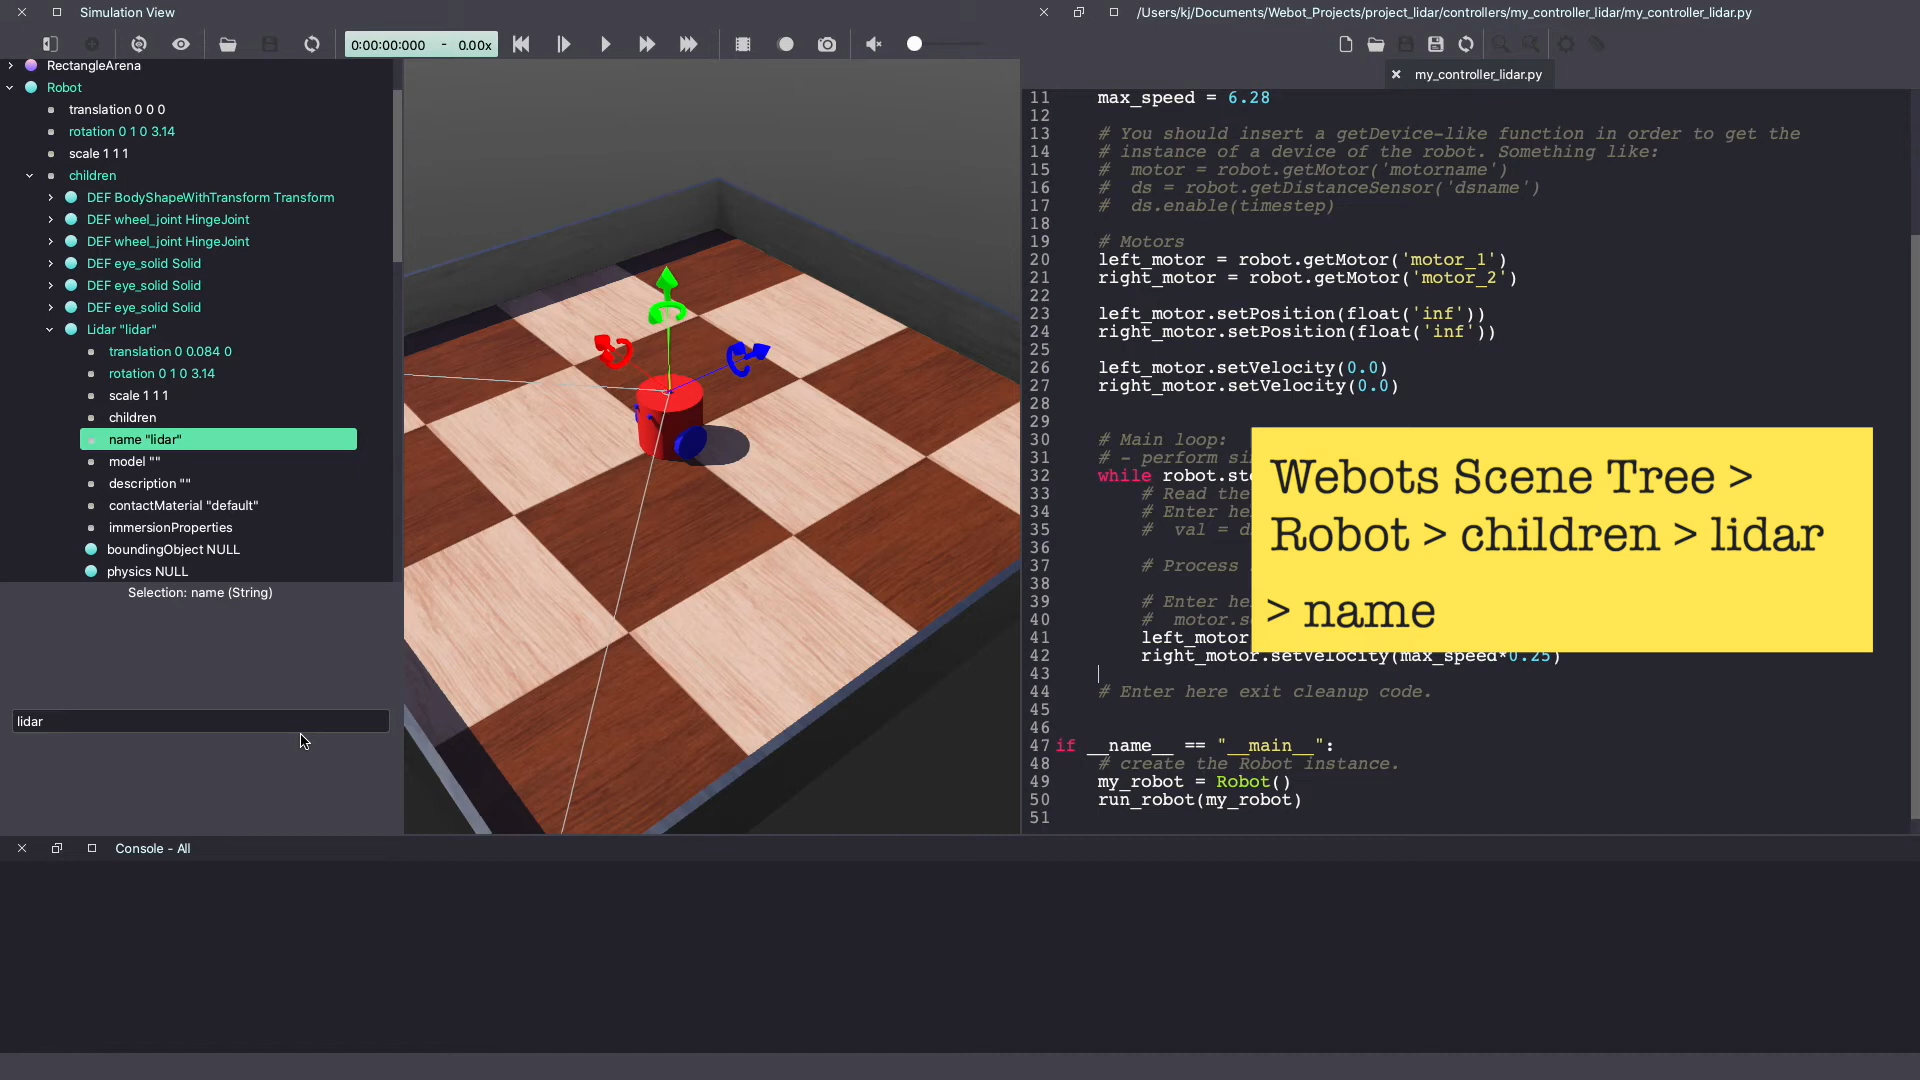 Simulation View
0:00:00:000 - 0.00x
RectangleArena
Robot
translation 0 0 0
rotation 0 1 0 3.14
scale 1 1 1
children
DEF BodyShapeWithTransform Transform
DEF wheel_joint HingeJoint
DEF wheel_joint HingeJoint
DEF eye_solid Solid
DEF eye_solid Solid
DEF eye_solid Solid
Lidar "lidar"
translation 0 0.084 0
rotation 0 1 0 3.14
scale 1 1 1
children
name "lidar"
model ""
description ""
contactMaterial "default"
immersionProperties
boundingObject NULL
physics NULL
Selection: name (String)
lidar
/Users/kj/Documents/Webot_Projects/project_lidar/controllers/my_controller_lidar/my_controller_lidar.py
my_controller_lidar.py
11 max_speed = 6.28
12
13 # You should insert a getDevice-like function in order to get the
14 # instance of a device of the robot. Something like:
15 #  motor = robot.getMotor('motorname')
16 #  ds = robot.getDistanceSensor('dsname')
17 #  ds.enable(timestep)
18
19 # Motors
20 left_motor = robot.getMotor('motor_1')
21 right_motor = robot.getMotor('motor_2')
22
23 left_motor.setPosition(float('inf'))
24 right_motor.setPosition(float('inf'))
25
26 left_motor.setVelocity(0.0)
27 right_motor.setVelocity(0.0)
28
29
30 # Main loop:
31 # - perform si
32 while robot.ste
33 # Read the
34 # Enter he
35 #  val = d
36
37 # Process
38
39 # Enter he
40 #  motor.s
41 left_motor
42 right_motor.setVelocity(max_speed*0.25)
43
44 # Enter here exit cleanup code.
45
46
47 if __name__ == "__main__":
48 # create the Robot instance.
49 my_robot = Robot()
50 run_robot(my_robot)
51
Webots Scene Tree >
Robot > children > lidar
> name
Console - All